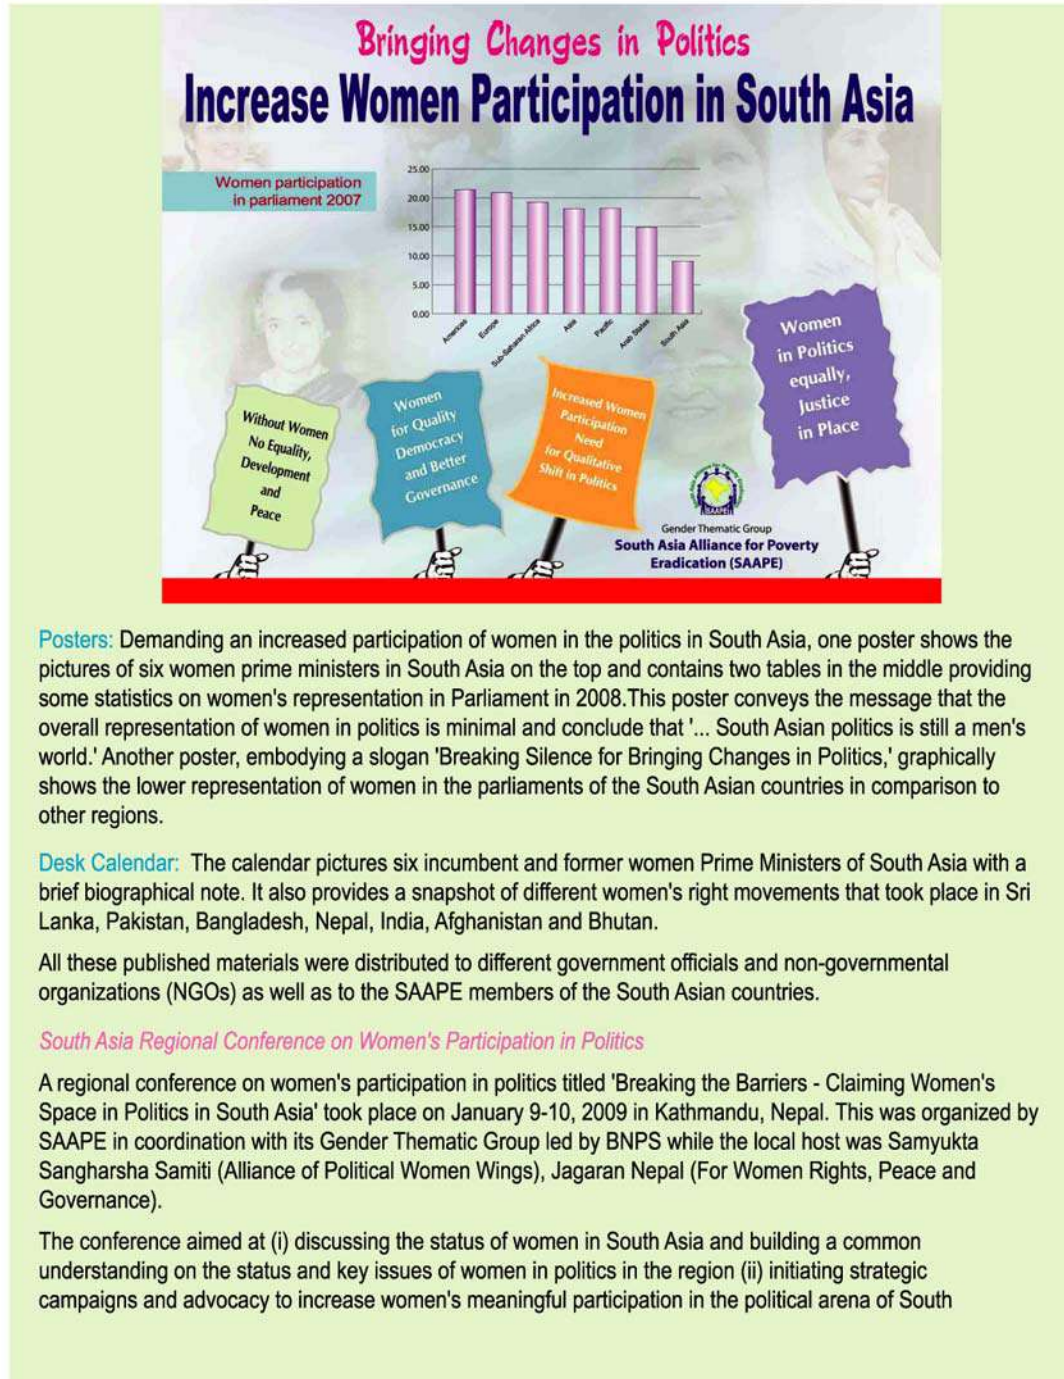 Bringing Changes in Politics
Increase Women Participation in South Asia
Women participation
in parliament 2007
25.00
20.00
15.00
10.00
5.00
0.00
Americas
Europe
Sub-Saharan Africa
Asia
Pacific
Arab States
South Asia
Without Women
No Equality,
Development
and
Peace
Women
for Quality
Democracy
and Better
Governance
Increased Women
Participation
Need
for Qualitative
Shift in Politics
Women
in Politics
equally,
Justice
in Place
SAAPE
Gender Thematic Group
South Asia Alliance for Poverty
Eradication (SAAPE)
Posters: Demanding an increased participation of women in the politics in South Asia, one poster shows the
pictures of six women prime ministers in South Asia on the top and contains two tables in the middle providing
some statistics on women's representation in Parliament in 2008.This poster conveys the message that the
overall representation of women in politics is minimal and conclude that '... South Asian politics is still a men's
world.' Another poster, embodying a slogan 'Breaking Silence for Bringing Changes in Politics,' graphically
shows the lower representation of women in the parliaments of the South Asian countries in comparison to
other regions.
Desk Calendar: The calendar pictures six incumbent and former women Prime Ministers of South Asia with a
brief biographical note. It also provides a snapshot of different women's right movements that took place in Sri
Lanka, Pakistan, Bangladesh, Nepal, India, Afghanistan and Bhutan.
All these published materials were distributed to different government officials and non-governmental
organizations (NGOs) as well as to the SAAPE members of the South Asian countries.
South Asia Regional Conference on Women's Participation in Politics
A regional conference on women's participation in politics titled 'Breaking the Barriers - Claiming Women's
Space in Politics in South Asia' took place on January 9-10, 2009 in Kathmandu, Nepal. This was organized by
SAAPE in coordination with its Gender Thematic Group led by BNPS while the local host was Samyukta
Sangharsha Samiti (Alliance of Political Women Wings), Jagaran Nepal (For Women Rights, Peace and
Governance).
The conference aimed at (i) discussing the status of women in South Asia and building a common
understanding on the status and key issues of women in politics in the region (ii) initiating strategic
campaigns and advocacy to increase women's meaningful participation in the political arena of South